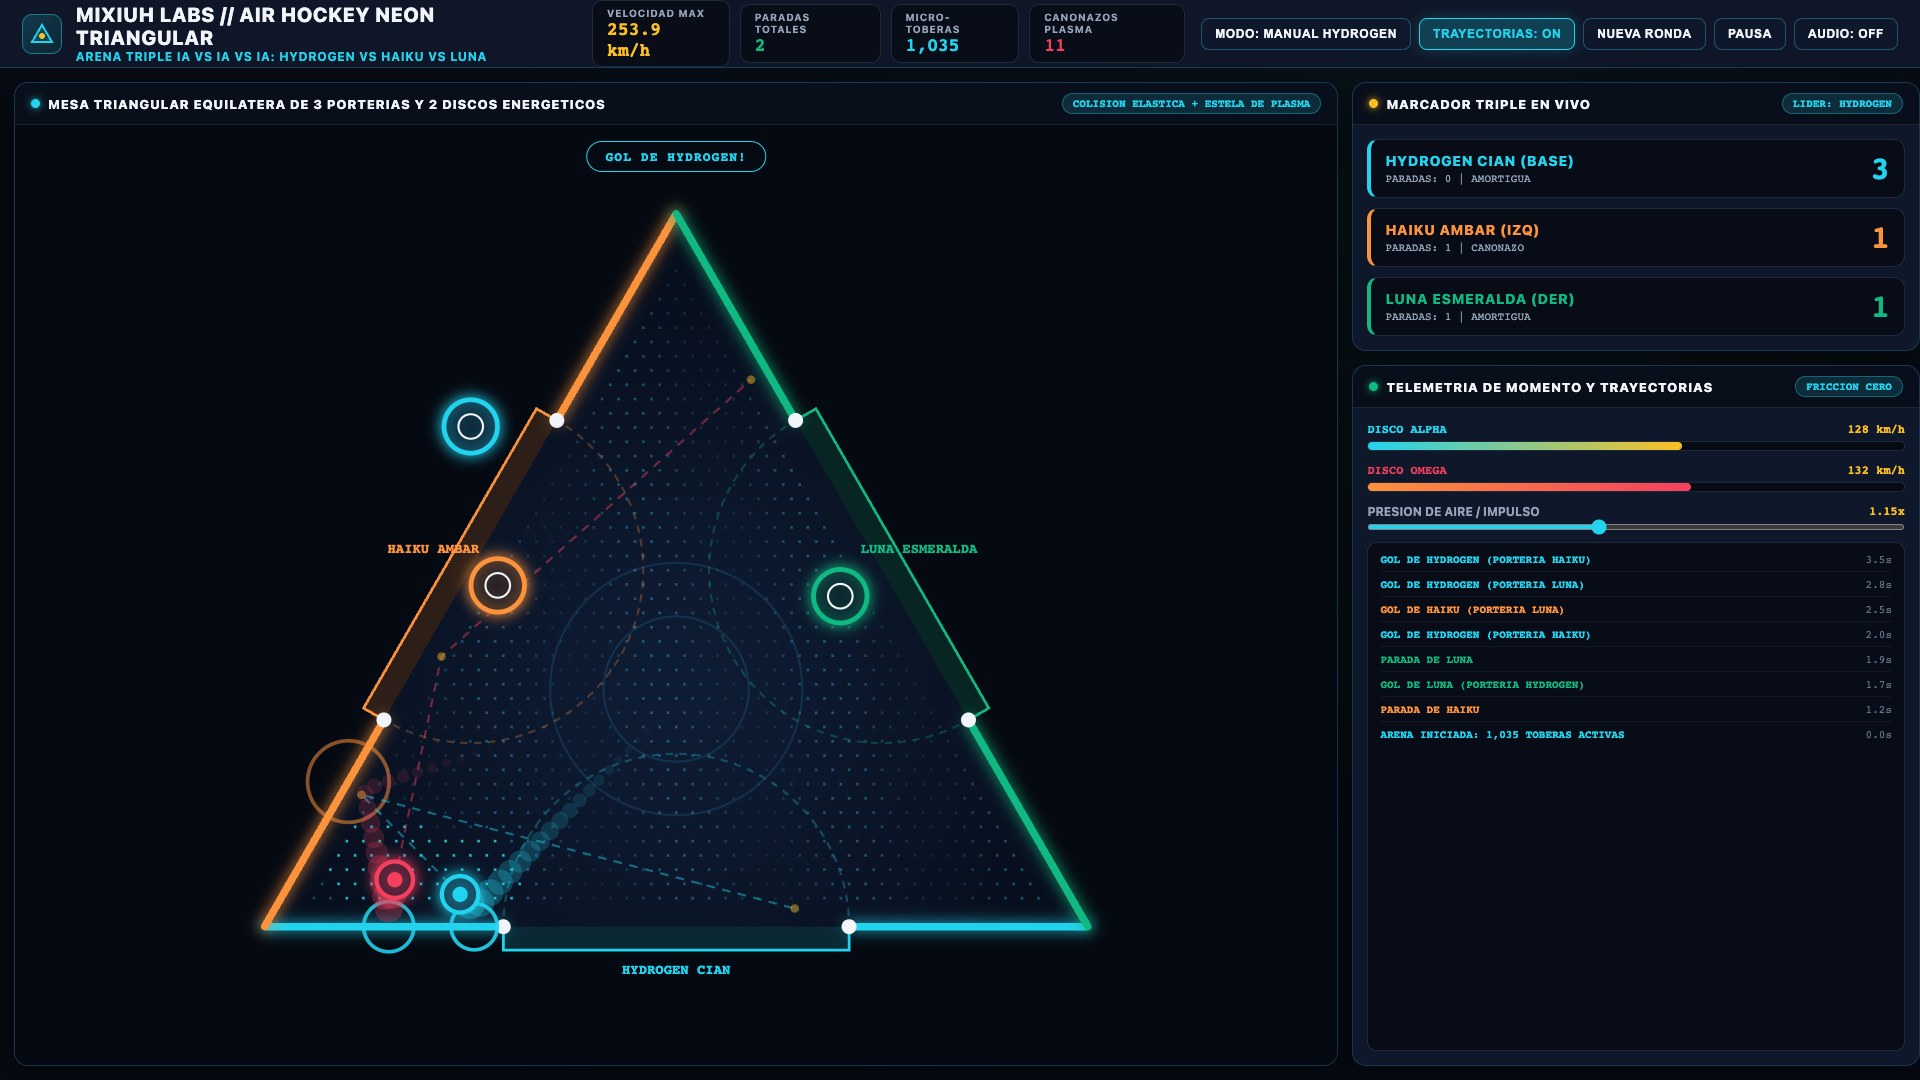 MIXIUH LABS // AIR HOCKEY NEON
TRIANGULAR
ARENA TRIPLE IA VS IA VS IA: HYDROGEN VS HAIKU VS LUNA
VELOCIDAD MAX
253.9
km/h
PARADAS
TOTALES
2
MICRO-
TOBERAS
1,035
CANONAZOS
PLASMA
11
MODO: MANUAL HYDROGEN
TRAYECTORIAS: ON
NUEVA RONDA
PAUSA
AUDIO: OFF
MESA TRIANGULAR EQUILATERA DE 3 PORTERIAS Y 2 DISCOS ENERGETICOS
COLISION ELASTICA + ESTELA DE PLASMA
GOL DE HYDROGEN!
HAIKU AMBAR
LUNA ESMERALDA
HYDROGEN CIAN
MARCADOR TRIPLE EN VIVO
LIDER: HYDROGEN
HYDROGEN CIAN (BASE)
PARADAS: 0 | AMORTIGUA
3
HAIKU AMBAR (IZQ)
PARADAS: 1 | CANONAZO
1
LUNA ESMERALDA (DER)
PARADAS: 1 | AMORTIGUA
1
TELEMETRIA DE MOMENTO Y TRAYECTORIAS
FRICCION CERO
DISCO ALPHA 128 km/h
DISCO OMEGA 132 km/h
PRESION DE AIRE / IMPULSO 1.15x
GOL DE HYDROGEN (PORTERIA HAIKU) 3.5s
GOL DE HYDROGEN (PORTERIA LUNA) 2.8s
GOL DE HAIKU (PORTERIA LUNA) 2.5s
GOL DE HYDROGEN (PORTERIA HAIKU) 2.0s
PARADA DE LUNA 1.9s
GOL DE LUNA (PORTERIA HYDROGEN) 1.7s
PARADA DE HAIKU 1.2s
ARENA INICIADA: 1,035 TOBERAS ACTIVAS 0.0s